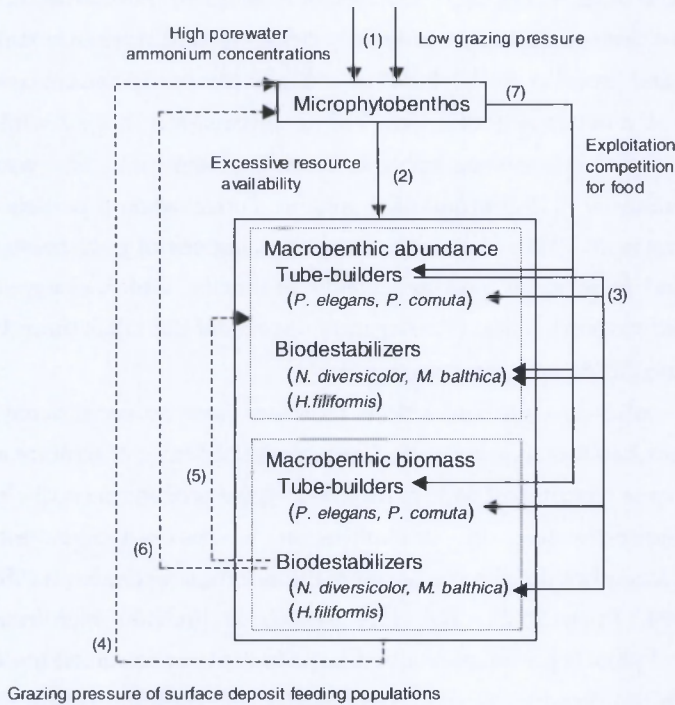 High porewater
ammonium concentrations
(1)
Low grazing pressure
Microphytobenthos
(7)
Excessive resource
availability
(2)
Exploitation
competition
for food
Macrobenthic abundance
Tube-builders
(P. elegans, P. cornuta)
(3)
Biodestabilizers
(N. diversicolor, M. balthica)
(H.filiformis)
Macrobenthic biomass
Tube-builders
(P. elegans, P. cornuta)
(5)
(6)
Biodestabilizers
(N. diversicolor, M. balthica)
(H.filiformis)
(4)
Grazing pressure of surface deposit feeding populations